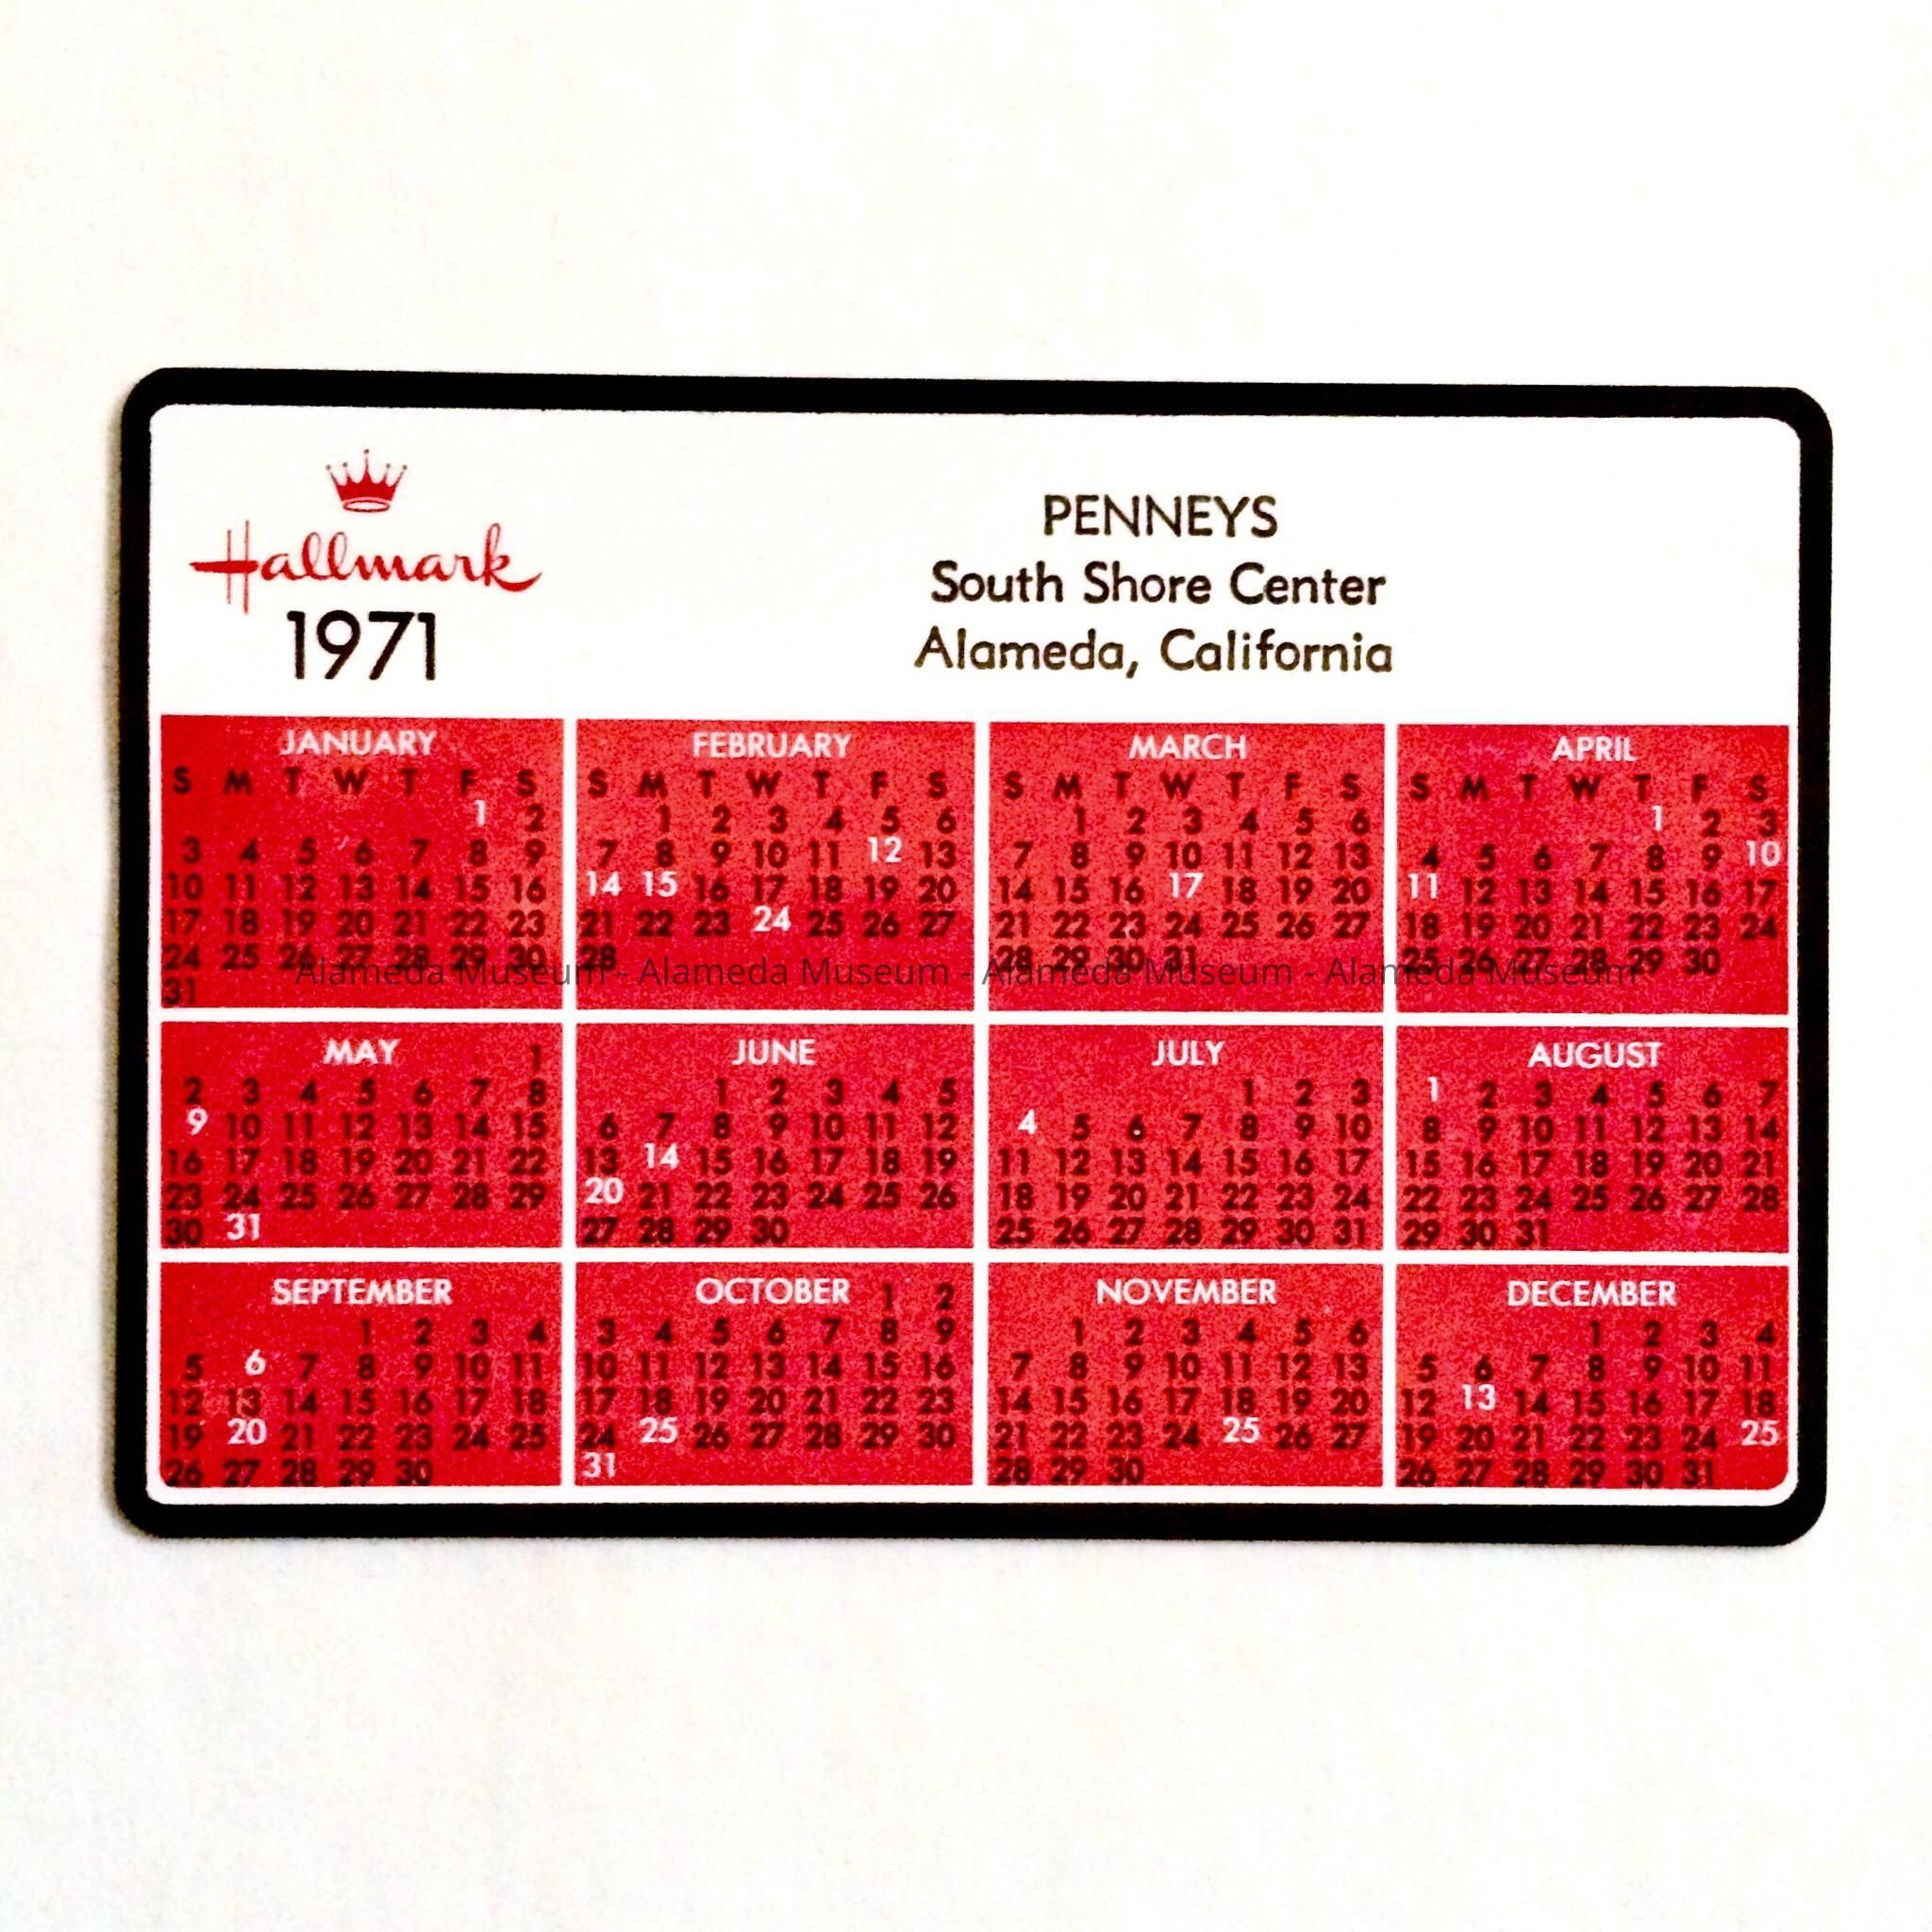 Hallmark
1971
PENNEYS
South Shore Center
Alameda, California
JANUARY
S M T W T F S
1 2
3 4 5 6 7 8 9
10 11 12 13 14 15 16
17 18 19 20 21 22 23
24 25 26 27 28 29 30
31
FEBRUARY
S M T W T F S
1 2 3 4 5 6
7 8 9 10 11 12 13
14 15 16 17 18 19 20
21 22 23 24 25 26 27
28
MARCH
S M T W T F S
1 2 3 4 5 6
7 8 9 10 11 12 13
14 15 16 17 18 19 20
21 22 23 24 25 26 27
28 29 30 31
APRIL
S M T W T F S
1 2 3
4 5 6 7 8 9 10
11 12 13 14 15 16 17
18 19 20 21 22 23 24
25 26 27 28 29 30
Alameda Museum - Alameda Museum - Alameda Museum - Alameda Museum
MAY 1
2 3 4 5 6 7 8
9 10 11 12 13 14 15
16 17 18 19 20 21 22
23 24 25 26 27 28 29
30 31
JUNE
1 2 3 4 5
6 7 8 9 10 11 12
13 14 15 16 17 18 19
20 21 22 23 24 25 26
27 28 29 30
JULY
1 2 3
4 5 6 7 8 9 10
11 12 13 14 15 16 17
18 19 20 21 22 23 24
25 26 27 28 29 30 31
AUGUST
1 2 3 4 5 6 7
8 9 10 11 12 13 14
15 16 17 18 19 20 21
22 23 24 25 26 27 28
29 30 31
SEPTEMBER
1 2 3 4
5 6 7 8 9 10 11
12 13 14 15 16 17 18
19 20 21 22 23 24 25
26 27 28 29 30
OCTOBER 1 2
3 4 5 6 7 8 9
10 11 12 13 14 15 16
17 18 19 20 21 22 23
24 25 26 27 28 29 30
31
NOVEMBER
1 2 3 4 5 6
7 8 9 10 11 12 13
14 15 16 17 18 19 20
21 22 23 24 25 26 27
28 29 30
DECEMBER
1 2 3 4
5 6 7 8 9 10 11
12 13 14 15 16 17 18
19 20 21 22 23 24 25
26 27 28 29 30 31